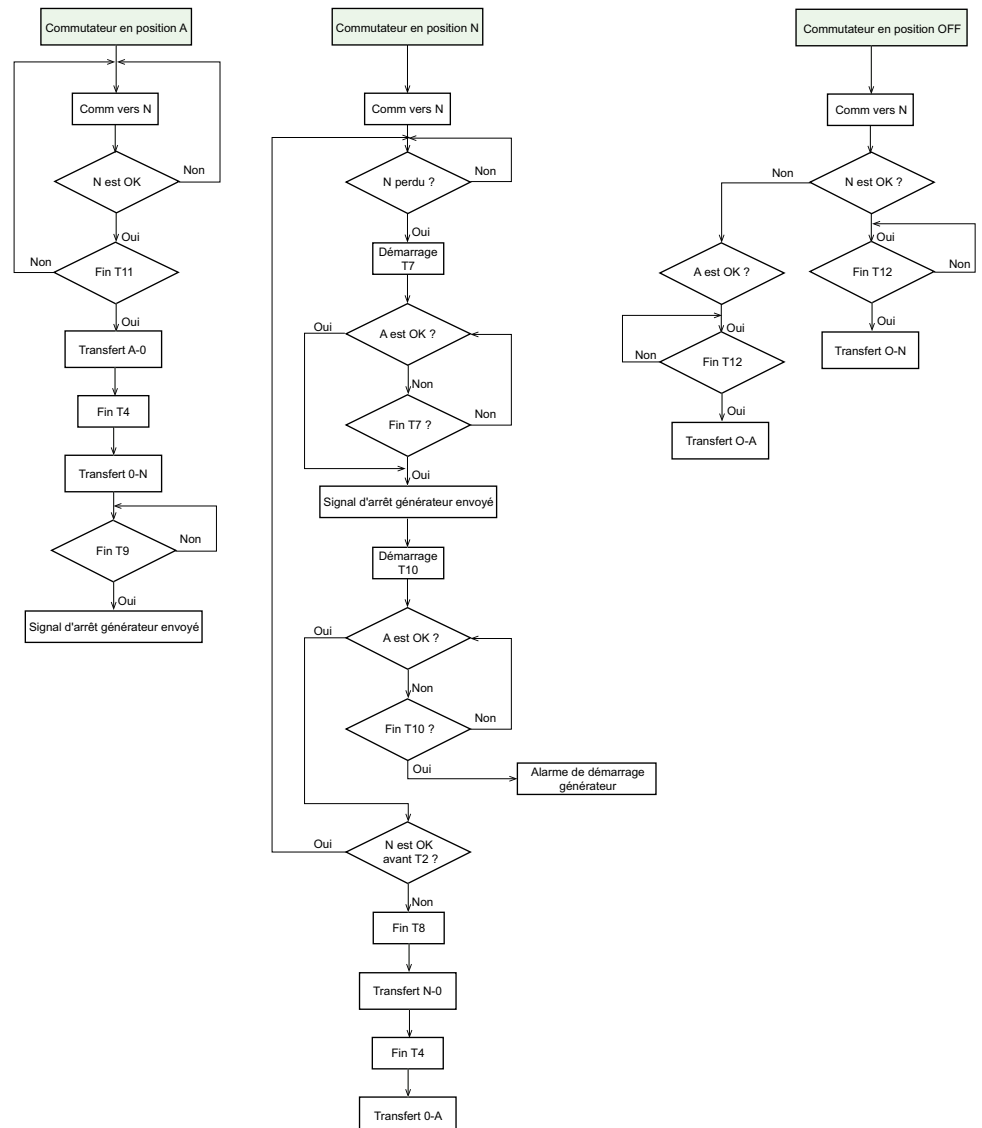 Commutateur en position A
Comm vers N
N est OK
Non
Oui
Fin T11
Non
Oui
Transfert A-0
Fin T4
Transfert 0-N
Fin T9
Non
Oui
Signal d'arrêt générateur envoyé
Commutateur en position N
Comm vers N
N perdu ?
Non
Oui
Démarrage
T7
A est OK ?
Oui
Non
Fin T7 ?
Non
Oui
Signal d'arrêt générateur envoyé
Démarrage
T10
A est OK ?
Oui
Non
Fin T10 ?
Non
Oui
Alarme de démarrage
générateur
N est OK
avant T2 ?
Oui
Non
Fin T8
Transfert N-0
Fin T4
Transfert 0-A
Commutateur en position OFF
Comm vers N
N est OK ?
Non
Oui
A est OK ?
Fin T12
Non
Oui
Transfert O-N
Oui
Fin T12
Non
Oui
Transfert O-A